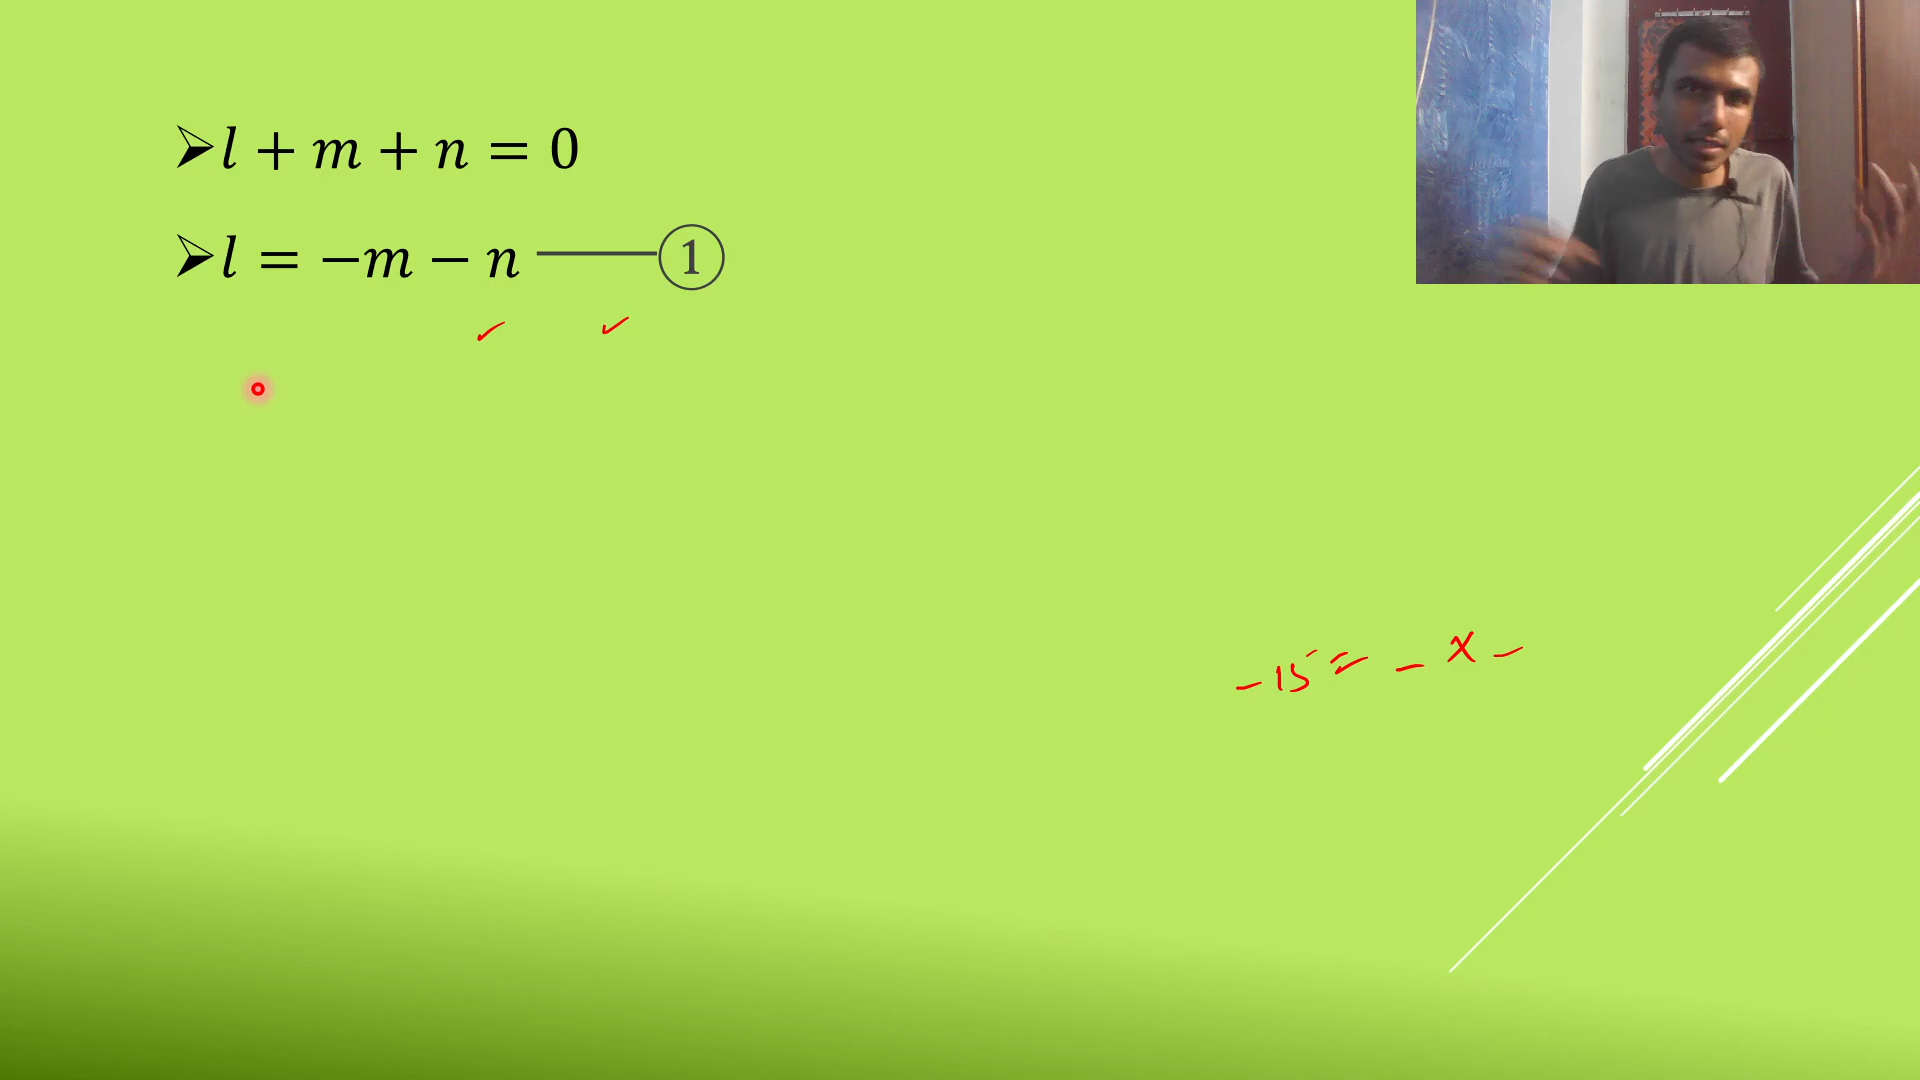 ➢l + m + n = 0
➢l = −m − n ——— ①
✓ ✓
-15 = - x -